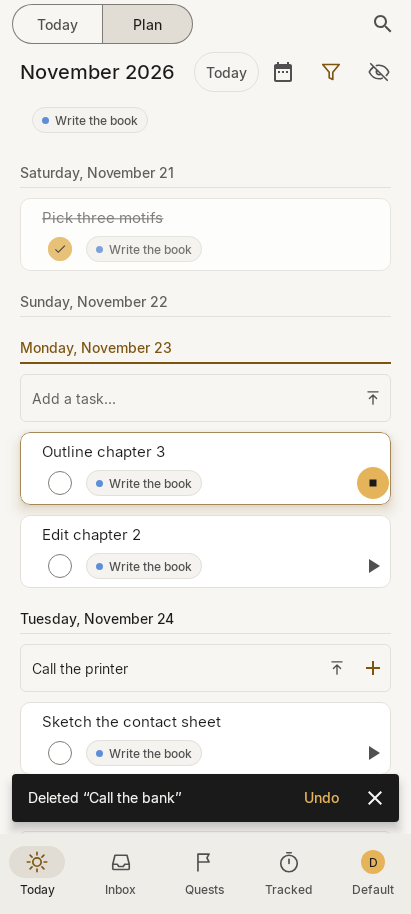 Today
Plan
November 2026
Today
Write the book
Saturday, November 21
Pick three motifs
Write the book
Sunday, November 22
Monday, November 23
Add a task...
Outline chapter 3
Write the book
Edit chapter 2
Write the book
Tuesday, November 24
Call the printer
Sketch the contact sheet
Write the book
Deleted “Call the bank”
Undo
D
Today
Inbox
Quests
Tracked
Default